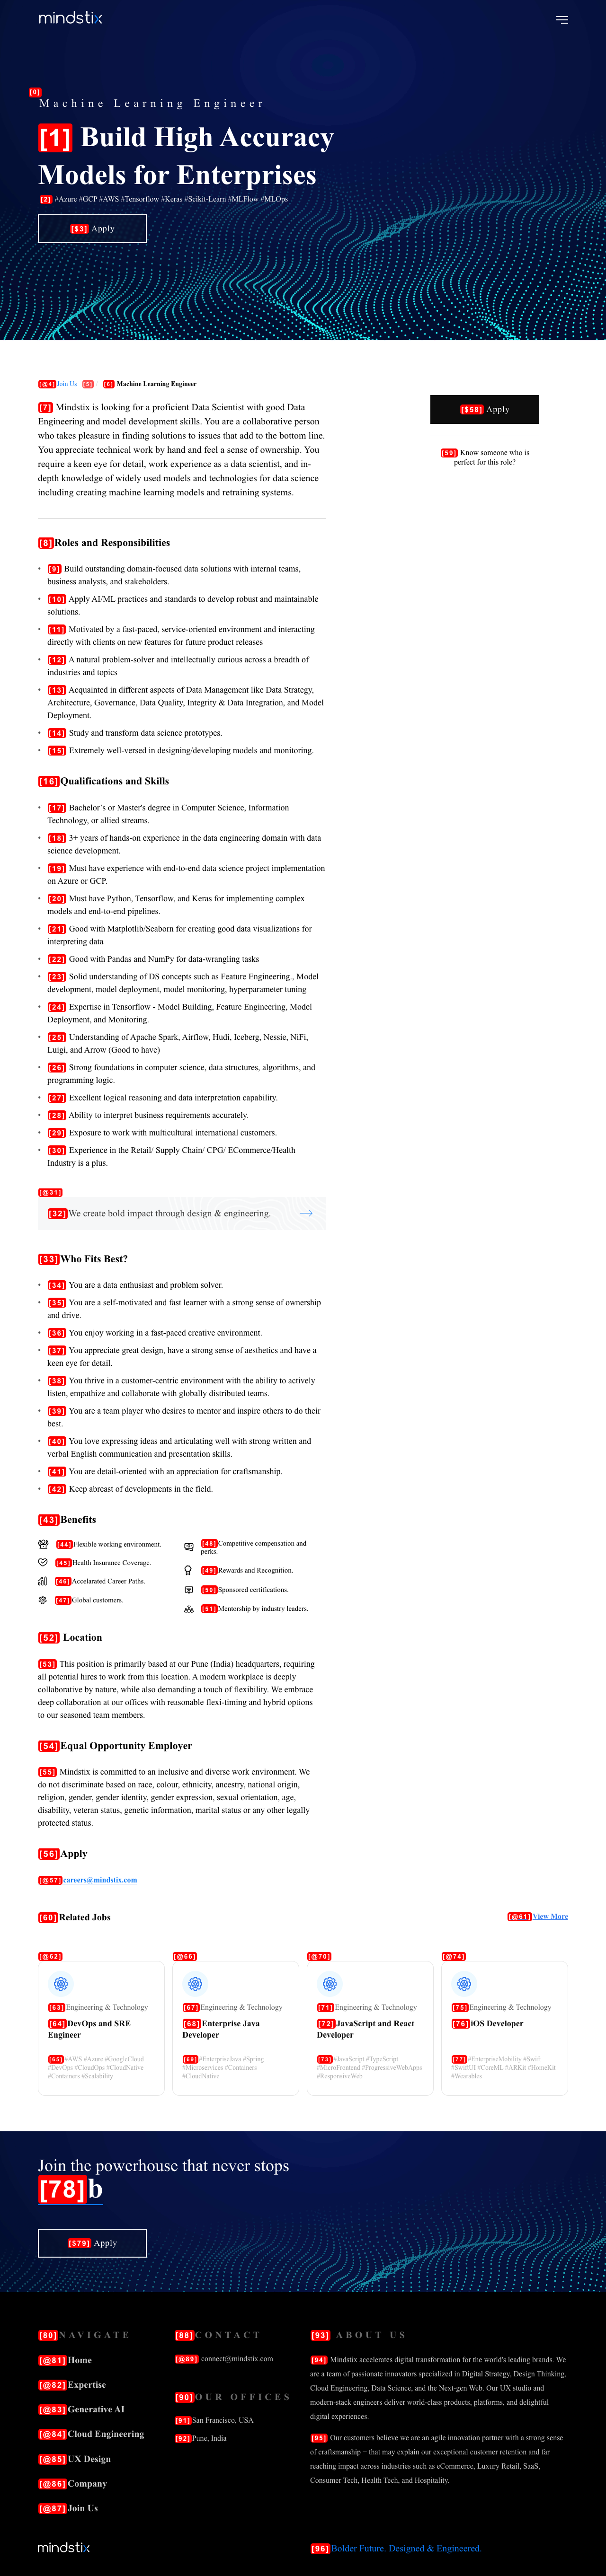 mindstix
[0]
Machine Learning Engineer
[1] Build High Accuracy
Models for Enterprises
[2] #Azure #GCP #AWS #Tensorflow #Keras #Scikit-Learn #MLFlow #MLOps
[$3] Apply
[@4]Join Us [5] [6] Machine Learning Engineer
[7] Mindstix is looking for a proficient Data Scientist with good Data
Engineering and model development skills. You are a collaborative person
who takes pleasure in finding solutions to issues that add to the bottom line.
You appreciate technical work by hand and feel a sense of ownership. You
require a keen eye for detail, work experience as a data scientist, and in-
depth knowledge of widely used models and technologies for data science
including creating machine learning models and retraining systems.
[$58] Apply
[59] Know someone who is
perfect for this role?
[8]Roles and Responsibilities
• [9] Build outstanding domain-focused data solutions with internal teams,
business analysts, and stakeholders.
• [10] Apply AI/ML practices and standards to develop robust and maintainable
solutions.
• [11] Motivated by a fast-paced, service-oriented environment and interacting
directly with clients on new features for future product releases
• [12] A natural problem-solver and intellectually curious across a breadth of
industries and topics
• [13] Acquainted in different aspects of Data Management like Data Strategy,
Architecture, Governance, Data Quality, Integrity & Data Integration, and Model
Deployment.
• [14] Study and transform data science prototypes.
• [15] Extremely well-versed in designing/developing models and monitoring.
[16]Qualifications and Skills
• [17] Bachelor’s or Master's degree in Computer Science, Information
Technology, or allied streams.
• [18] 3+ years of hands-on experience in the data engineering domain with data
science development.
• [19] Must have experience with end-to-end data science project implementation
on Azure or GCP.
• [20] Must have Python, Tensorflow, and Keras for implementing complex
models and end-to-end pipelines.
• [21] Good with Matplotlib/Seaborn for creating good data visualizations for
interpreting data
• [22] Good with Pandas and NumPy for data-wrangling tasks
• [23] Solid understanding of DS concepts such as Feature Engineering., Model
development, model deployment, model monitoring, hyperparameter tuning
• [24] Expertise in Tensorflow - Model Building, Feature Engineering, Model
Deployment, and Monitoring.
• [25] Understanding of Apache Spark, Airflow, Hudi, Iceberg, Nessie, NiFi,
Luigi, and Arrow (Good to have)
• [26] Strong foundations in computer science, data structures, algorithms, and
programming logic.
• [27] Excellent logical reasoning and data interpretation capability.
• [28] Ability to interpret business requirements accurately.
• [29] Exposure to work with multicultural international customers.
• [30] Experience in the Retail/ Supply Chain/ CPG/ ECommerce/Health
Industry is a plus.
[@31]
[32]We create bold impact through design & engineering.
[33]Who Fits Best?
• [34] You are a data enthusiast and problem solver.
• [35] You are a self-motivated and fast learner with a strong sense of ownership
and drive.
• [36] You enjoy working in a fast-paced creative environment.
• [37] You appreciate great design, have a strong sense of aesthetics and have a
keen eye for detail.
• [38] You thrive in a customer-centric environment with the ability to actively
listen, empathize and collaborate with globally distributed teams.
• [39] You are a team player who desires to mentor and inspire others to do their
best.
• [40] You love expressing ideas and articulating well with strong written and
verbal English communication and presentation skills.
• [41] You are detail-oriented with an appreciation for craftsmanship.
• [42] Keep abreast of developments in the field.
[43]Benefits
[44]Flexible working environment.
[45]Health Insurance Coverage.
[46]Accelarated Career Paths.
[47]Global customers.
[48]Competitive compensation and
perks.
[49]Rewards and Recognition.
[50]Sponsored certifications.
[51]Mentorship by industry leaders.
[52] Location
[53] This position is primarily based at our Pune (India) headquarters, requiring
all potential hires to work from this location. A modern workplace is deeply
collaborative by nature, while also demanding a touch of flexibility. We embrace
deep collaboration at our offices with reasonable flexi-timing and hybrid options
to our seasoned team members.
[54]Equal Opportunity Employer
[55] Mindstix is committed to an inclusive and diverse work environment. We
do not discriminate based on race, colour, ethnicity, ancestry, national origin,
religion, gender, gender identity, gender expression, sexual orientation, age,
disability, veteran status, genetic information, marital status or any other legally
protected status.
[56]Apply
[@57]careers@mindstix.com
[60]Related Jobs
[@61]View More
[@62]
[63]Engineering & Technology
[64]DevOps and SRE
Engineer
[65]#AWS #Azure #GoogleCloud
#DevOps #CloudOps #CloudNative
#Containers #Scalability
[@66]
[67]Engineering & Technology
[68]Enterprise Java
Developer
[69]#EnterpriseJava #Spring
#Microservices #Containers
#CloudNative
[@70]
[71]Engineering & Technology
[72]JavaScript and React
Developer
[73]#JavaScript #TypeScript
#MicroFrontend #ProgressiveWebApps
#ResponsiveWeb
[@74]
[75]Engineering & Technology
[76]iOS Developer
[77]#EnterpriseMobility #Swift
#SwiftUI #CoreML #ARKit #HomeKit
#Wearables
Join the powerhouse that never stops
[78]b
[$79] Apply
[80]NAVIGATE
[@81]Home
[@82]Expertise
[@83]Generative AI
[@84]Cloud Engineering
[@85]UX Design
[@86]Company
[@87]Join Us
[88]CONTACT
[@89] connect@mindstix.com
[90]OUR OFFICES
[91]San Francisco, USA
[92]Pune, India
[93] ABOUT US
[94] Mindstix accelerates digital transformation for the world's leading brands. We
are a team of passionate innovators specialized in Digital Strategy, Design Thinking,
Cloud Engineering, Data Science, and the Next-gen Web. Our UX studio and
modern-stack engineers deliver world-class products, platforms, and delightful
digital experiences.
[95] Our customers believe we are an agile innovation partner with a strong sense
of craftsmanship – that may explain our exceptional customer retention and far
reaching impact across industries such as eCommerce, Luxury Retail, SaaS,
Consumer Tech, Health Tech, and Hospitality.
mindstix
[96]Bolder Future. Designed & Engineered.